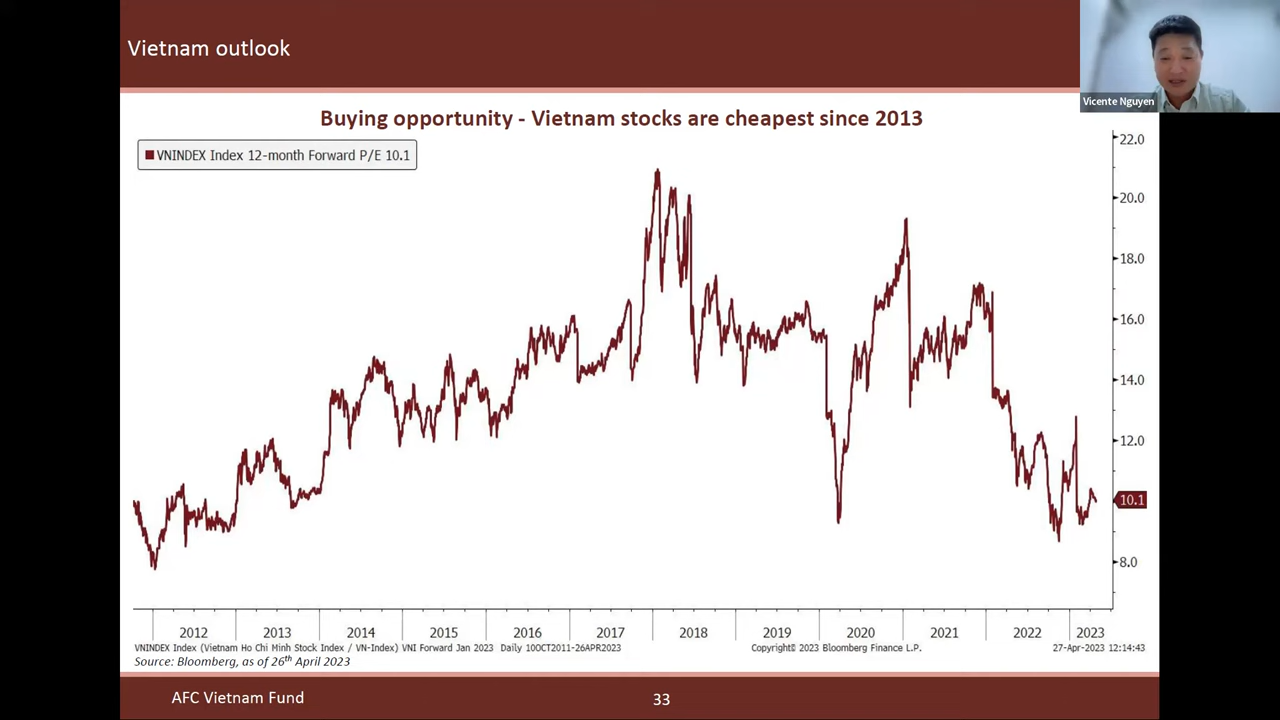 Vietnam outlook
Vicente Nguyen
Buying opportunity - Vietnam stocks are cheapest since 2013
VNINDEX Index 12-month Forward P/E 10.1
22.0
20.0
18.0
16.0
14.0
12.0
10.1
8.0
2012 2013 2014 2015 2016 2017 2018 2019 2020 2021 2022 2023
VNINDEX Index (Vietnam Ho Chi Minh Stock Index / VN-Index) VNI Forward Jan 2023 Daily 10OCT2011-26APR2023 Copyright© 2023 Bloomberg Finance L.P. 27-Apr-2023 12:14:43
Source: Bloomberg, as of 26th April 2023
AFC Vietnam Fund 33